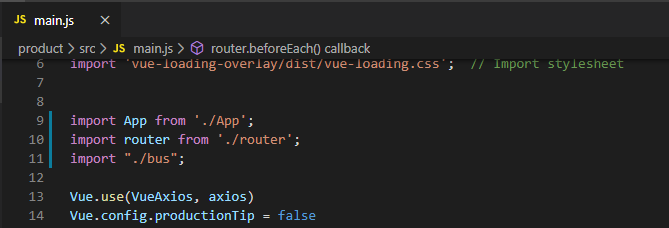 JS main.js ×
product > src > JS main.js > router.beforeEach() callback
6 import 'vue-loading-overlay/dist/vue-loading.css'; // Import stylesheet
7
8
9 import App from './App';
10 import router from './router';
11 import "./bus";
12
13 Vue.use(VueAxios, axios)
14 Vue.config.productionTip = false